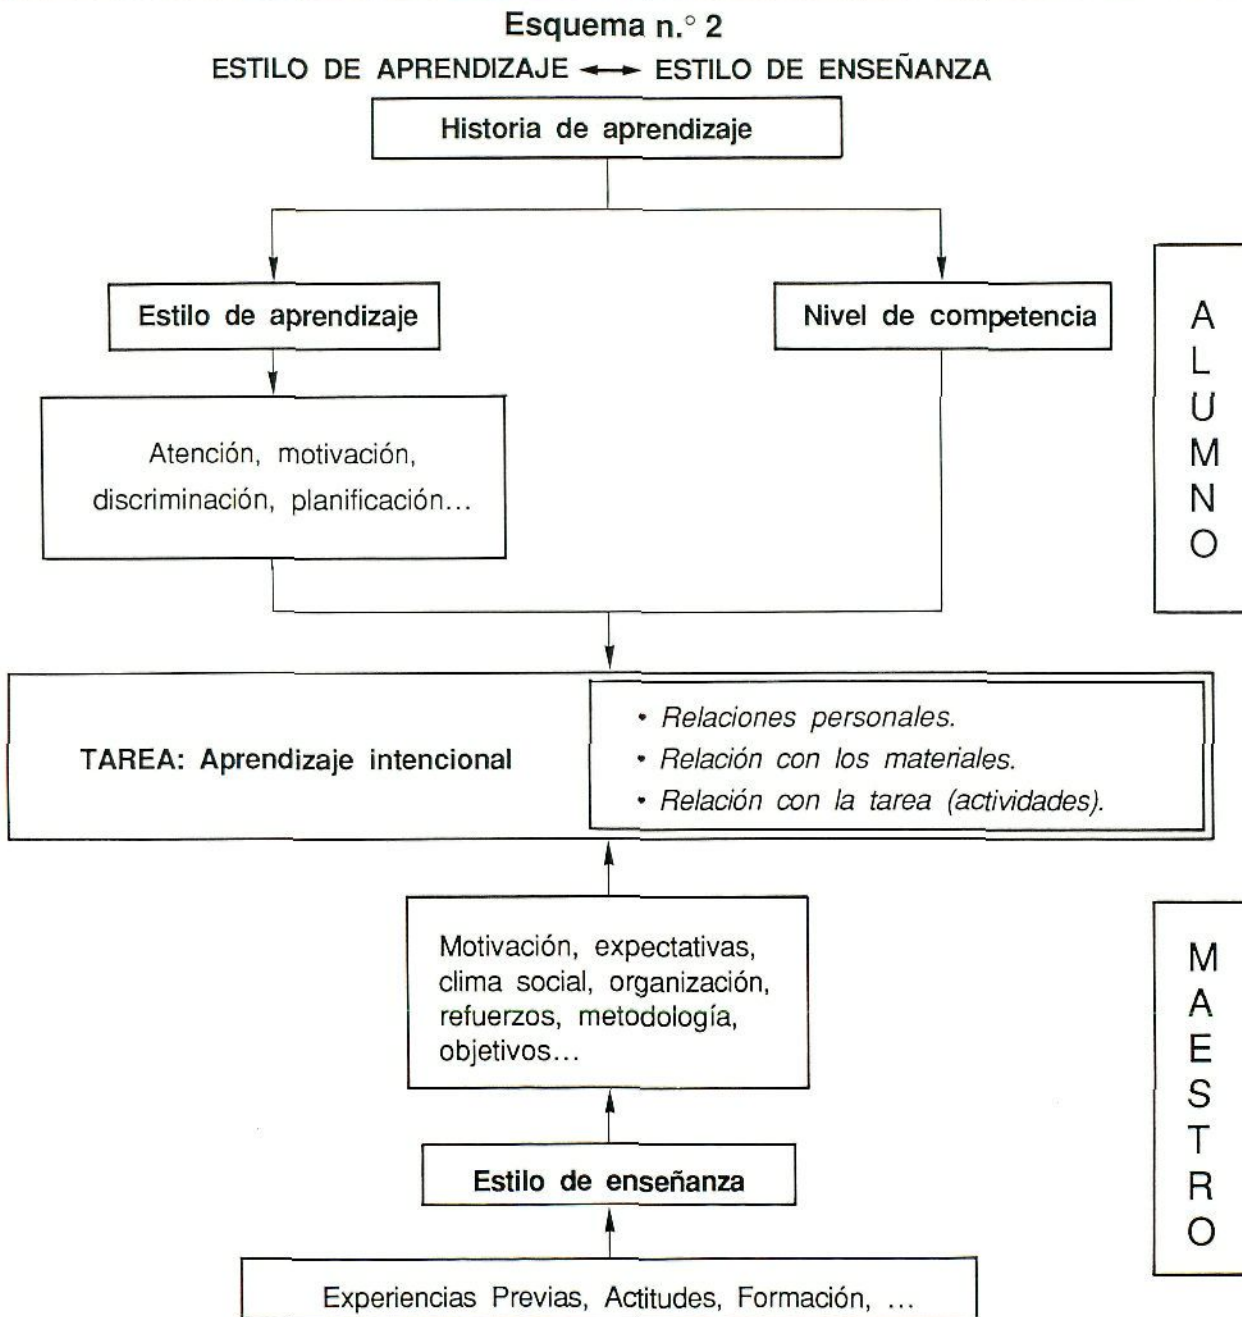 Esquema n.° 2
ESTILO DE APRENDIZAJE ↔ ESTILO DE ENSEÑANZA
Historia de aprendizaje
Estilo de aprendizaje
Nivel de competencia
Atención, motivación,
discriminación, planificación...
ALUMNO
TAREA: Aprendizaje intencional
• Relaciones personales.
• Relación con los materiales.
• Relación con la tarea (actividades).
Motivación, expectativas,
clima social, organización,
refuerzos, metodología,
objetivos...
Estilo de enseñanza
Experiencias Previas, Actitudes, Formación, ...
MAESTRO